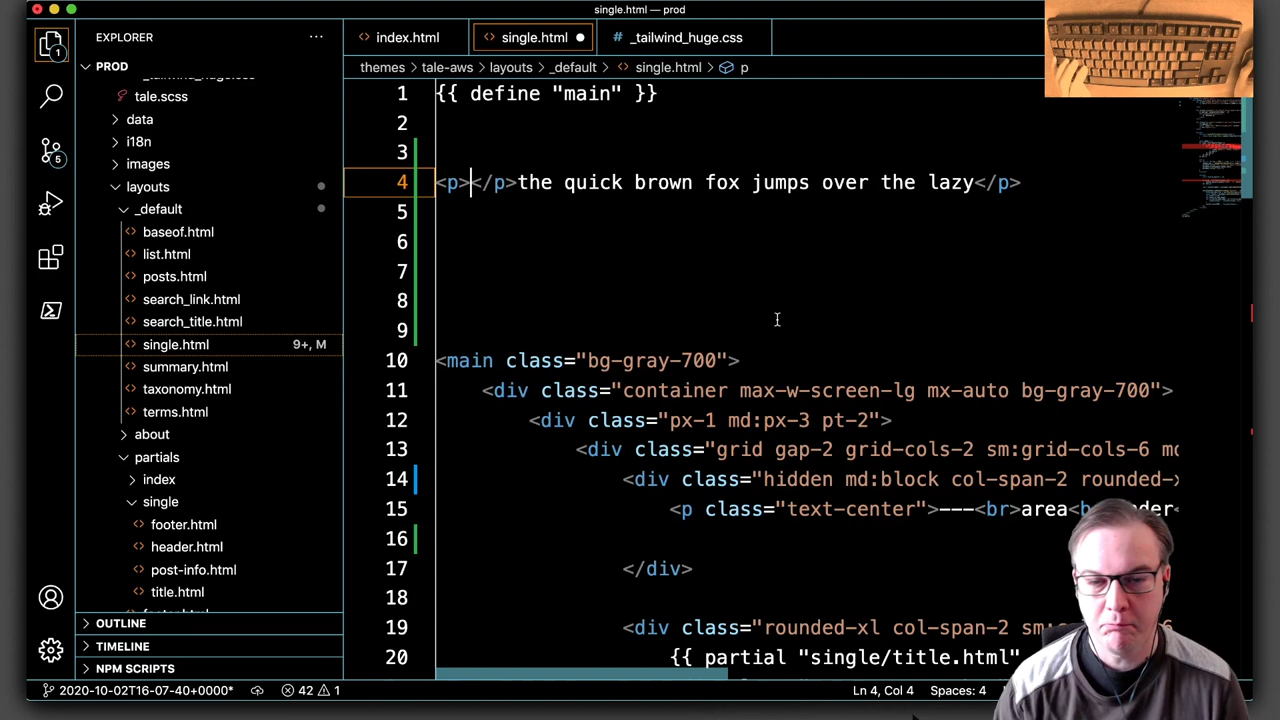 single.html — prod
EXPLORER
index.html
single.html
# _tailwind_huge.css
PROD
themes > tale-aws > layouts > _default > single.html > p
_tailwind_huge.css
tale.scss
data
i18n
images
layouts
_default
baseof.html
list.html
posts.html
search_link.html
search_title.html
single.html 9+, M
summary.html
taxonomy.html
terms.html
about
partials
index
single
footer.html
header.html
post-info.html
title.html
OUTLINE
TIMELINE
NPM SCRIPTS
1
5
1 {{ define "main" }}
2
3
4 <p></p>the quick brown fox jumps over the lazy</p>
5
6
7
8
9
10 <main class="bg-gray-700">
11 <div class="container max-w-screen-lg mx-auto bg-gray-700">
12 <div class="px-1 md:px-3 pt-2">
13 <div class="grid gap-2 grid-cols-2 sm:grid-cols-6
14 <div class="hidden md:block col-span-2
15 <p class="text-center">---<br>area
16
17 </div>
18
19 <div class="rounded-xl col-span-2
20 {{ partial "single/title.html"
2020-10-02T16-07-40+0000* 42 1 Ln 4, Col 4 Spaces: 4